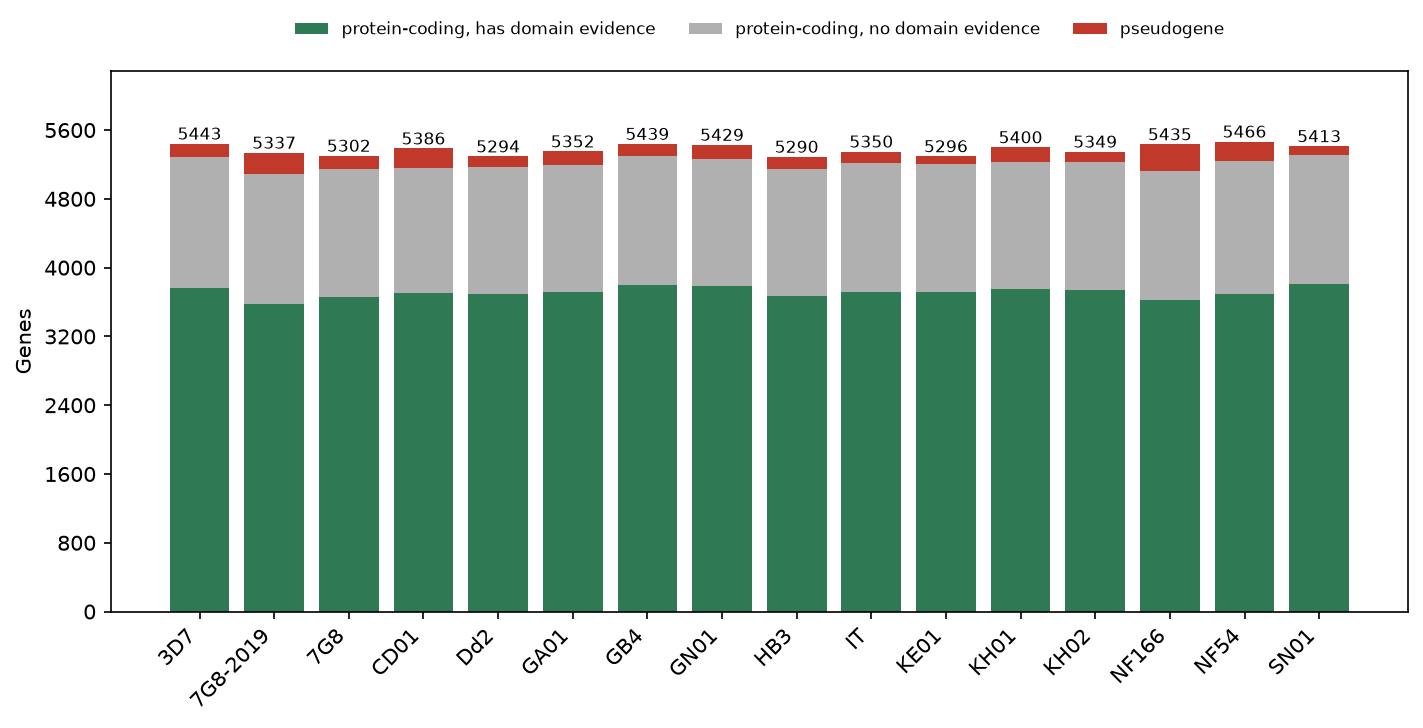 protein-coding, has domain evidence protein-coding, no domain evidence pseudogene
5443 5337 5302 5386 5294 5352 5439 5429 5290 5350 5296 5400 5349 5435 5466 5413
5600
4800
4000
3200
2400
1600
800
0
Genes
3D7 7G8-2019 7G8 CD01 Dd2 GA01 GB4 GN01 HB3 IT KE01 KH01 KH02 NF166 NF54 SN01